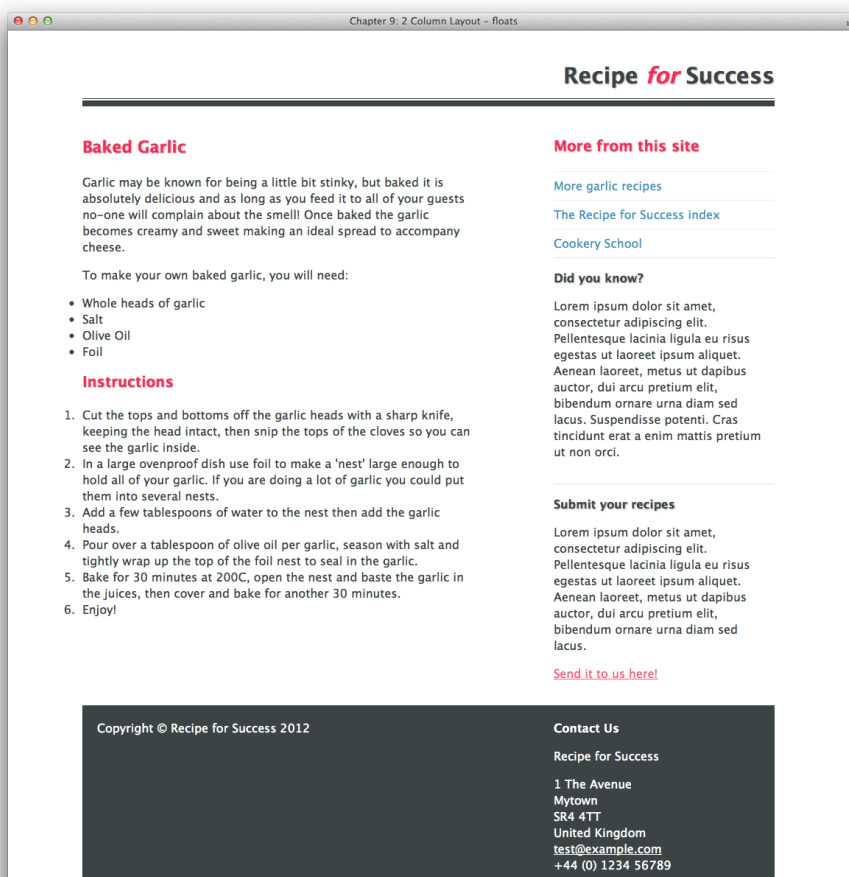 Chapter 9: 2 Column Layout – floats
Recipe for Success
Baked Garlic
Garlic may be known for being a little bit stinky, but baked it is
absolutely delicious and as long as you feed it to all of your guests
no-one will complain about the smell! Once baked the garlic
becomes creamy and sweet making an ideal spread to accompany
cheese.
To make your own baked garlic, you will need:
• Whole heads of garlic
• Salt
• Olive Oil
• Foil
Instructions
1. Cut the tops and bottoms off the garlic heads with a sharp knife,
keeping the head intact, then snip the tops of the cloves so you can
see the garlic inside.
2. In a large ovenproof dish use foil to make a 'nest' large enough to
hold all of your garlic. If you are doing a lot of garlic you could put
them into several nests.
3. Add a few tablespoons of water to the nest then add the garlic
heads.
4. Pour over a tablespoon of olive oil per garlic, season with salt and
tightly wrap up the top of the foil nest to seal in the garlic.
5. Bake for 30 minutes at 200C, open the nest and baste the garlic in
the juices, then cover and bake for another 30 minutes.
6. Enjoy!
More from this site
More garlic recipes
The Recipe for Success index
Cookery School
Did you know?
Lorem ipsum dolor sit amet,
consectetur adipiscing elit.
Pellentesque lacinia ligula eu risus
egestas ut laoreet ipsum aliquet.
Aenean laoreet, metus ut dapibus
auctor, dui arcu pretium elit,
bibendum ornare urna diam sed
lacus. Suspendisse potenti. Cras
tincidunt erat a enim mattis pretium
ut non orci.
Submit your recipes
Lorem ipsum dolor sit amet,
consectetur adipiscing elit.
Pellentesque lacinia ligula eu risus
egestas ut laoreet ipsum aliquet.
Aenean laoreet, metus ut dapibus
auctor, dui arcu pretium elit,
bibendum ornare urna diam sed
lacus.
Send it to us here!
Copyright © Recipe for Success 2012
Contact Us
Recipe for Success
1 The Avenue
Mytown
SR4 4TT
United Kingdom
test@example.com
+44 (0) 1234 56789